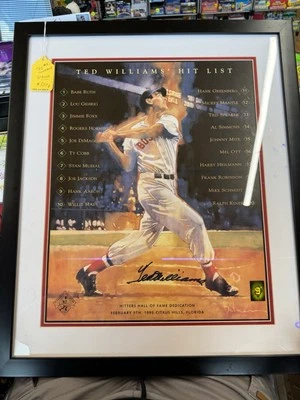 TED WILLIAMS' HIT LIST
1 BABE RUTH
2 LOU GEHRIG
3 JIMMIE FOXX
4 ROGERS HORNSBY
5 JOE DIMAGGIO
6 TY COBB
7 STAN MUSIAL
8 JOE JACKSON
9 HANK AARON
10 WILLIE MAYS
HANK GREENBERG 11
MICKEY MANTLE 12
TRIS SPEAKER 13
AL SIMMONS 14
JOHNNY MIZE 15
MEL OTT 16
HARRY HEILMANN 17
FRANK ROBINSON 18
MIKE SCHMIDT 19
RALPH KINER 20
Ted Williams
HITTERS HALL OF FAME DEDICATION
FEBRUARY 9TH, 1995 CITRUS HILLS, FLORIDA